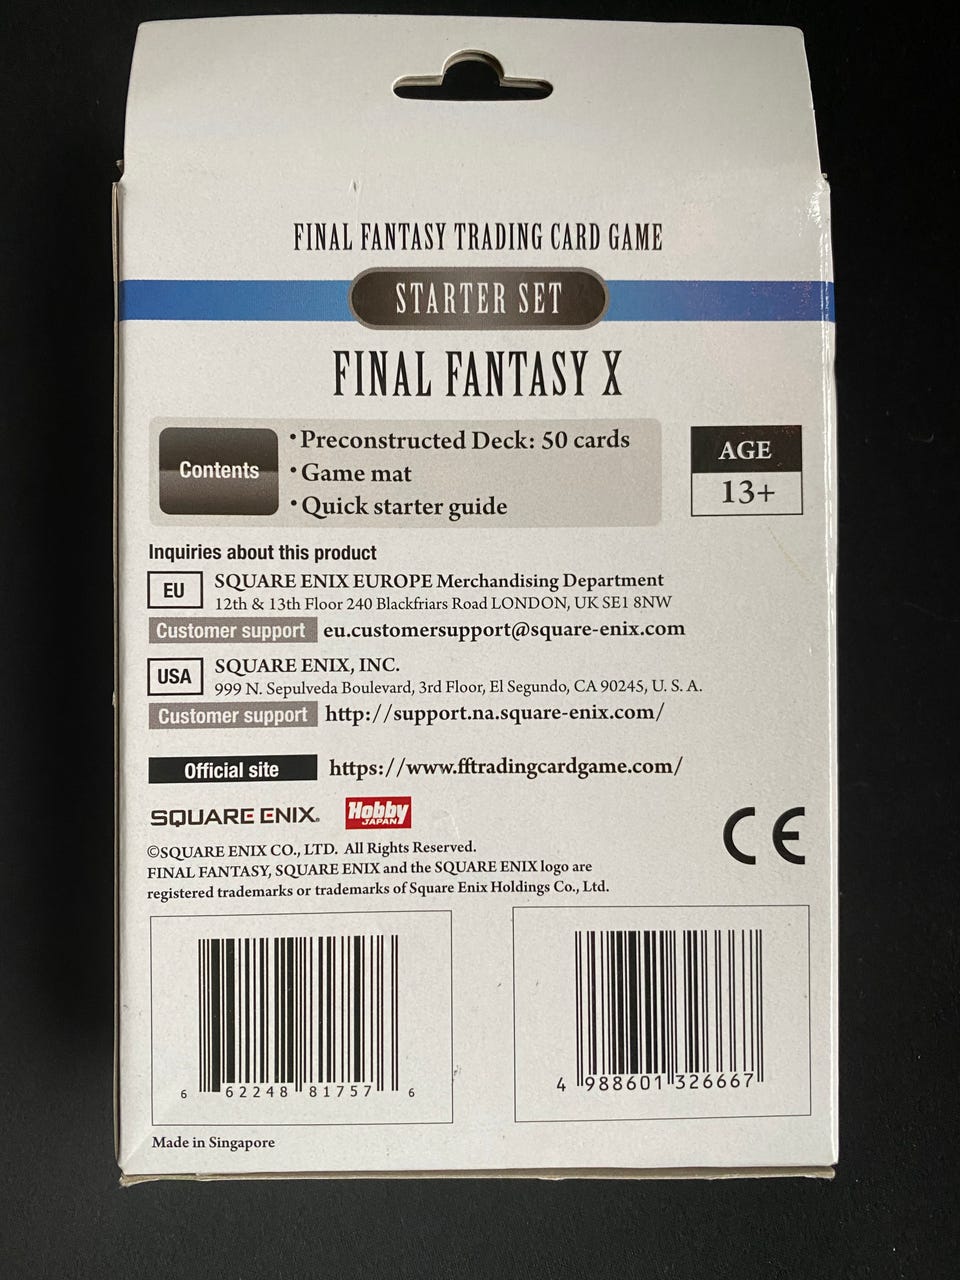 FINAL FANTASY TRADING CARD GAME
STARTER SET
FINAL FANTASY X
Contents
•Preconstructed Deck: 50 cards
•Game mat
•Quick starter guide
AGE
13+
Inquiries about this product
EU
SQUARE ENIX EUROPE Merchandising Department
12th & 13th Floor 240 Blackfriars Road LONDON, UK SE1 8NW
Customer support eu.customersupport@square-enix.com
USA
SQUARE ENIX, INC.
999 N. Sepulveda Boulevard, 3rd Floor, El Segundo, CA 90245, U. S. A.
Customer support http://support.na.square-enix.com/
Official site https://www.fftradingcardgame.com/
SQUARE ENIX.
Hobby
JAPAN
CE
©SQUARE ENIX CO., LTD. All Rights Reserved.
FINAL FANTASY, SQUARE ENIX and the SQUARE ENIX logo are
registered trademarks or trademarks of Square Enix Holdings Co., Ltd.
6 62248 81757 6
4 988601 326667
Made in Singapore